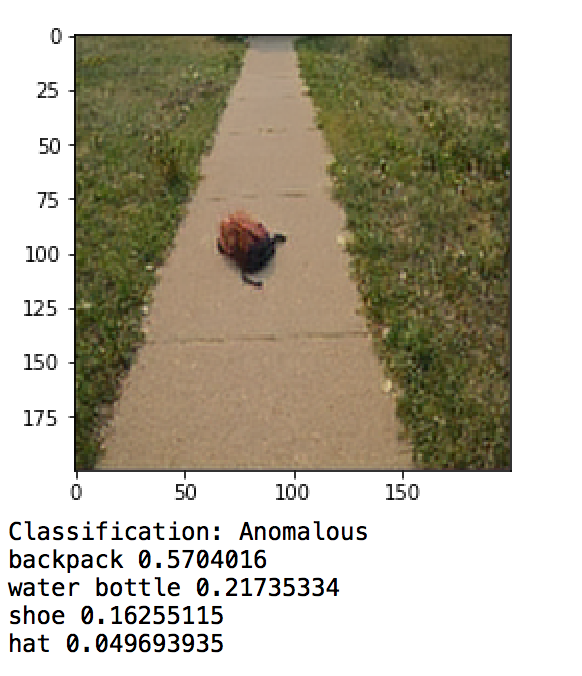 0
25
50
75
100
125
150
175
0 50 100 150
Classification: Anomalous
backpack 0.5704016
water bottle 0.21735334
shoe 0.16255115
hat 0.049693935